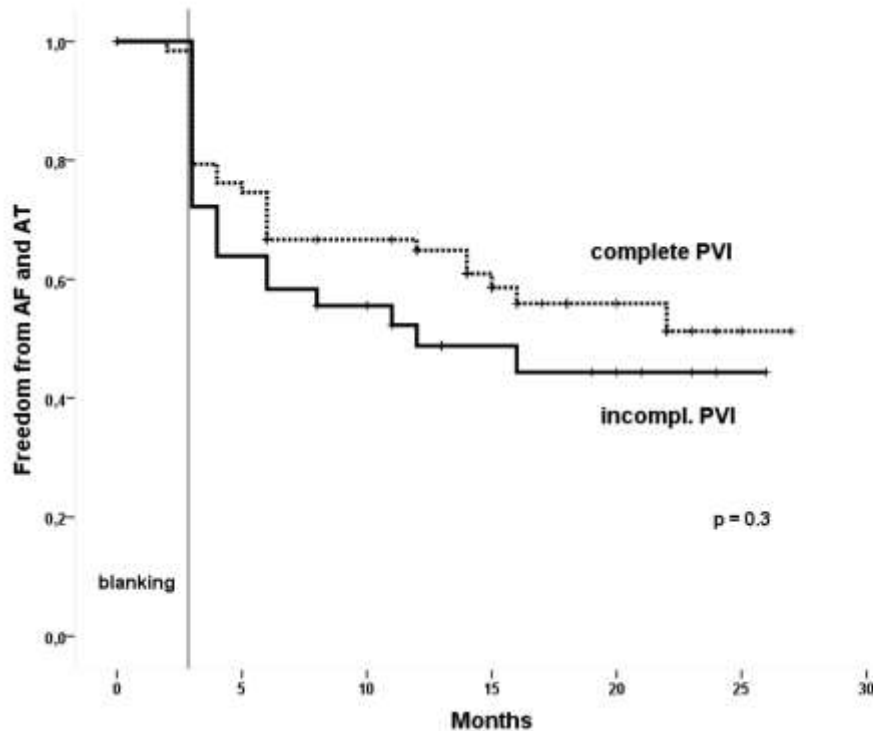 Freedom from AF and AT
1,0
0,8
0,6
0,4
0,2
0,0
complete PVI
incompl. PVI
p = 0.3
blanking
0
5
10
15
20
25
30
Months